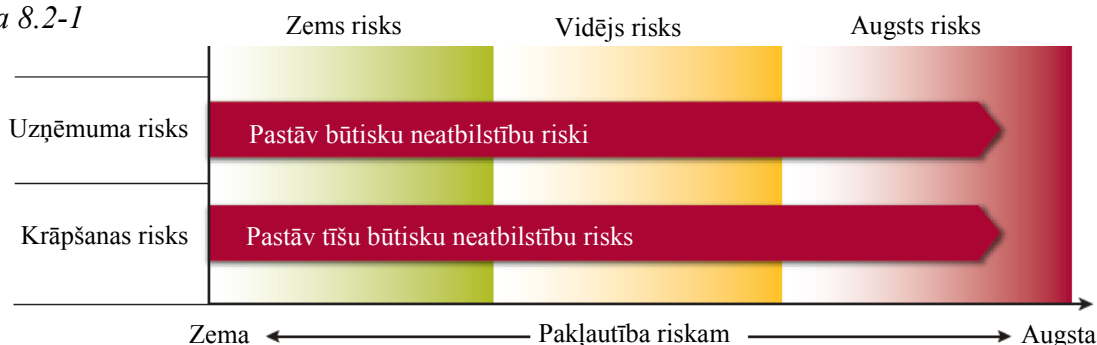 a 8.2-1
Zems risks Vidējs risks Augsts risks
Uzņēmuma risks Pastāv būtisku neatbilstību riski
Krāpšanas risks Pastāv tīšu būtisku neatbilstību risks
Zema Pakļautība riskam Augsta